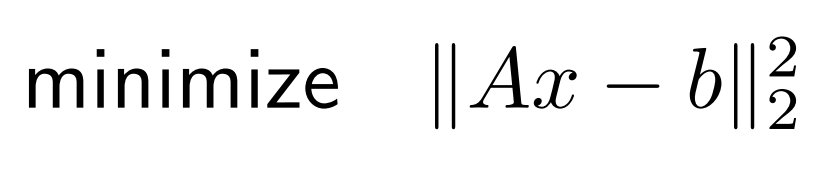 minimize ‖Ax − b‖₂²